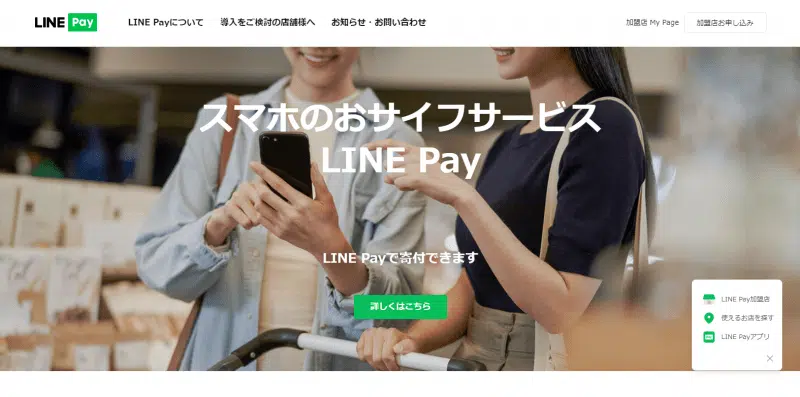 LINE Pay
LINE Payについて 導入をご検討の店舗様へ お知らせ・お問い合わせ
加盟店 My Page 加盟店お申し込み
スマホのおサイフサービス
LINE Pay
LINE Payで寄付できます
詳しくはこちら
LINE Pay加盟店
使えるお店を探す
LINE Payアプリ